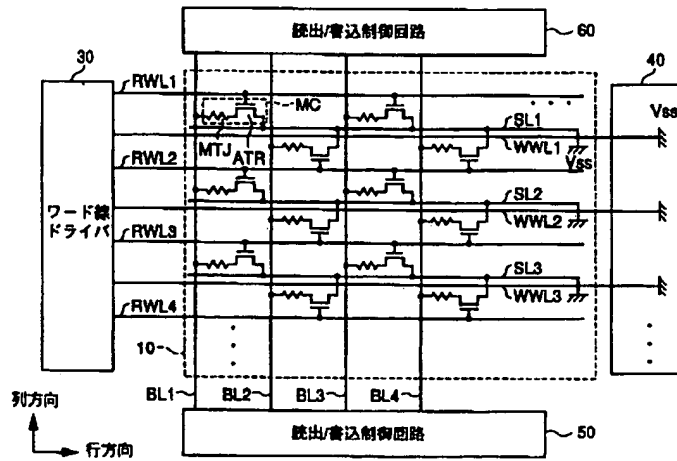 読出/書込制御回路
60
30
40
RWL1
MC
Vss
SL1
MTJ
ATR
WWL1
RWL2
Vss
SL2
WWL2
ワード線
ドライバ
RWL3
SL3
WWL3
RWL4
10
BL1
BL2
BL3
BL4
列方向
行方向
読出/書込制御回路
50